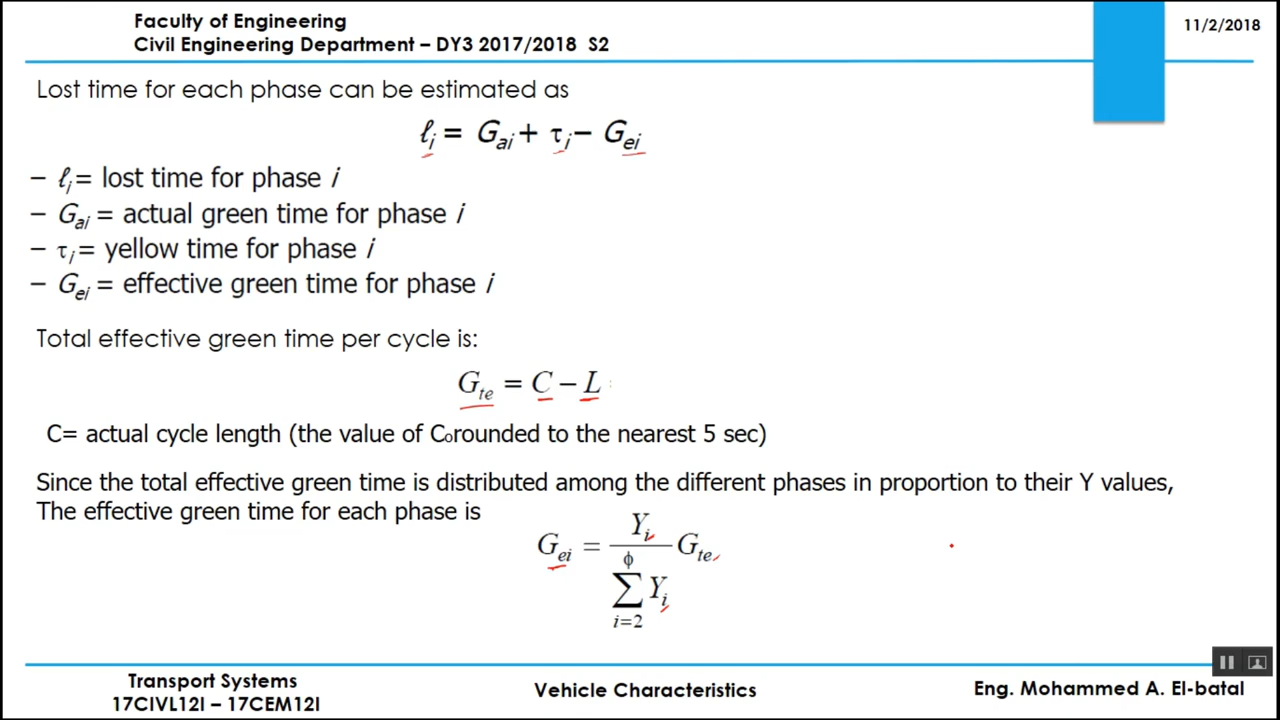 Faculty of Engineering
11/2/2018
Civil Engineering Department – DY3 2017/2018 S2
Lost time for each phase can be estimated as
ℓi = Gai + τi – Gei
– ℓi = lost time for phase i
– Gai = actual green time for phase i
– τi = yellow time for phase i
– Gei = effective green time for phase i
Total effective green time per cycle is:
Gte = C – L
C= actual cycle length (the value of Corounded to the nearest 5 sec)
Since the total effective green time is distributed among the different phases in proportion to their Y values,
The effective green time for each phase is
Yi
Gei = Gte
ϕ
∑ Yi
i=2
Transport Systems
17CIVL12I – 17CEM12I
Vehicle Characteristics
Eng. Mohammed A. El-batal